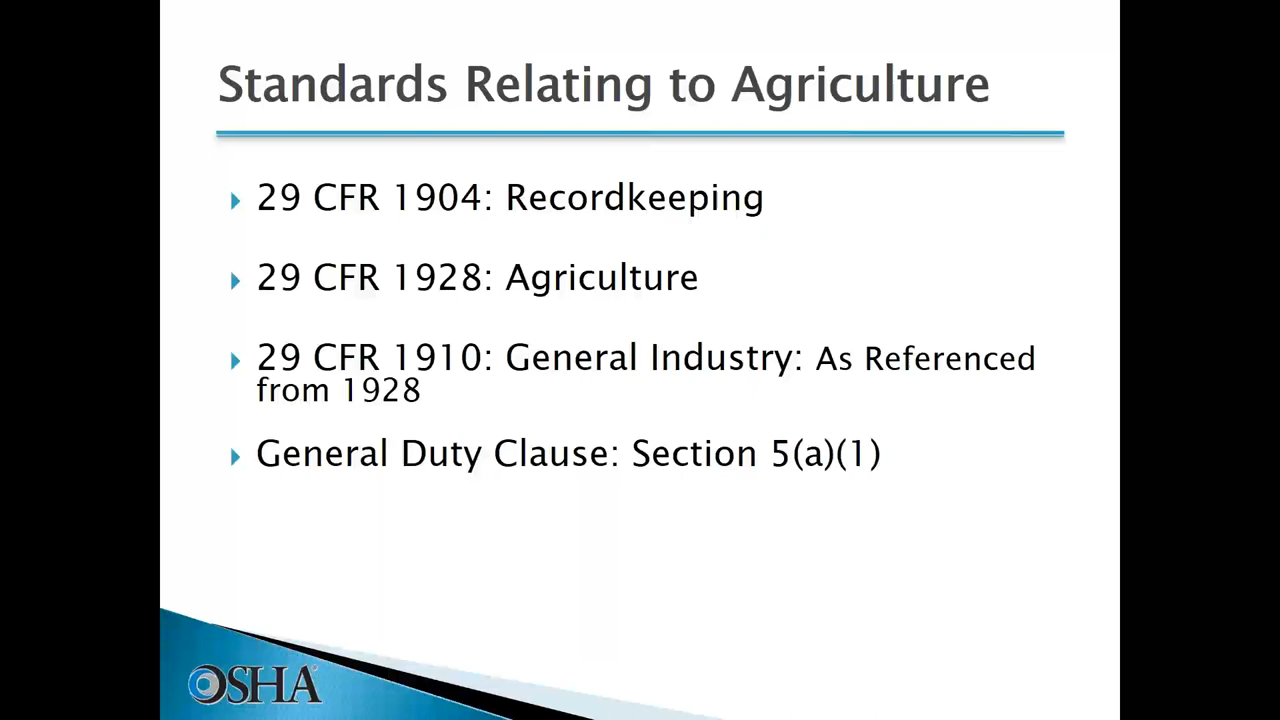 Standards Relating to Agriculture
29 CFR 1904: Recordkeeping
29 CFR 1928: Agriculture
29 CFR 1910: General Industry: As Referenced
from 1928
General Duty Clause: Section 5(a)(1)
OSHA